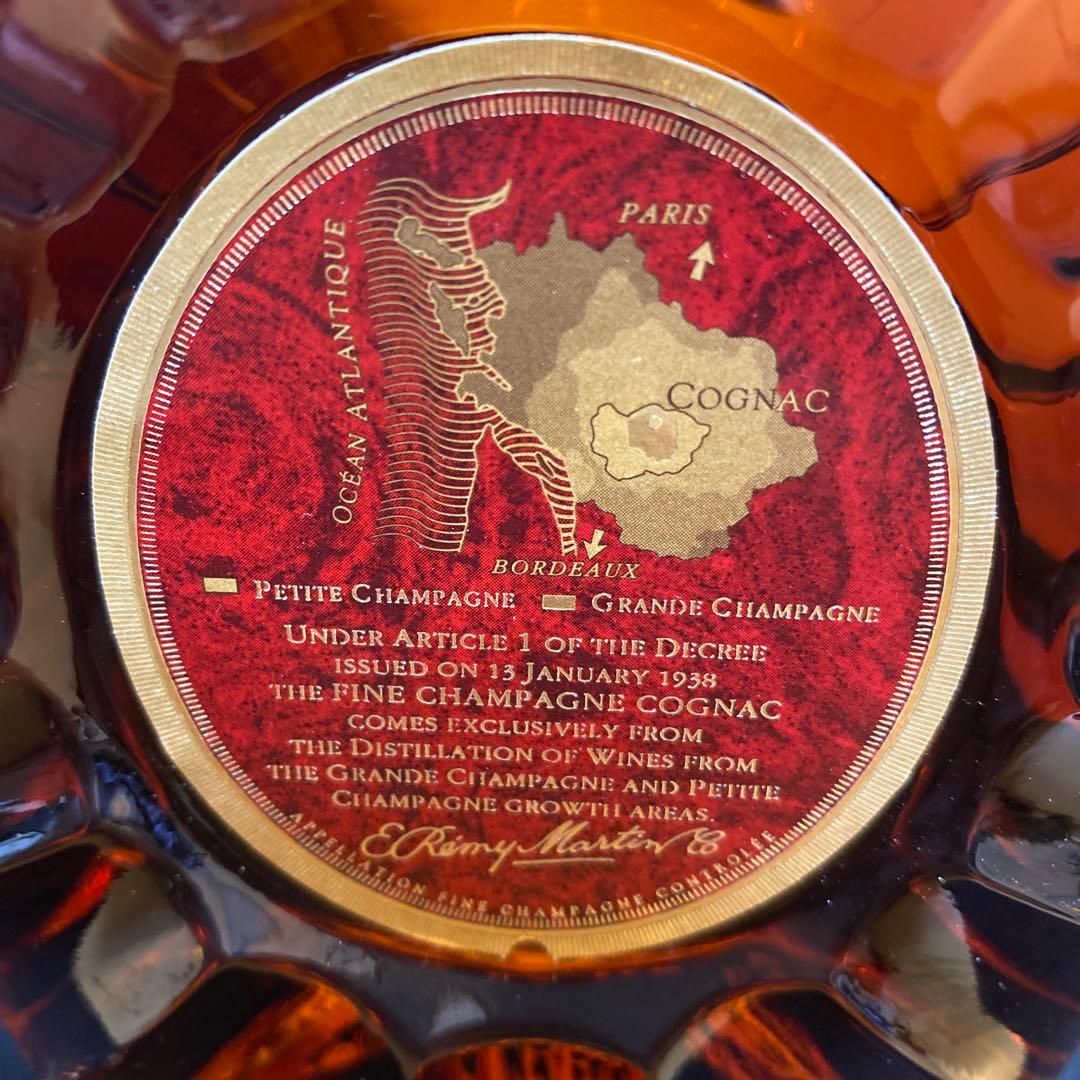 PARIS
OCÉAN ATLANTIQUE
COGNAC
BORDEAUX
PETITE CHAMPAGNE GRANDE CHAMPAGNE
UNDER ARTICLE 1 OF THE DECREE
ISSUED ON 13 JANUARY 1938
THE FINE CHAMPAGNE COGNAC
COMES EXCLUSIVELY FROM
THE DISTILLATION OF WINES FROM
THE GRANDE CHAMPAGNE AND PETITE
CHAMPAGNE GROWTH AREAS.
E. Rémy Martin & Co
APPELLATION FINE CHAMPAGNE CONTROLÉE